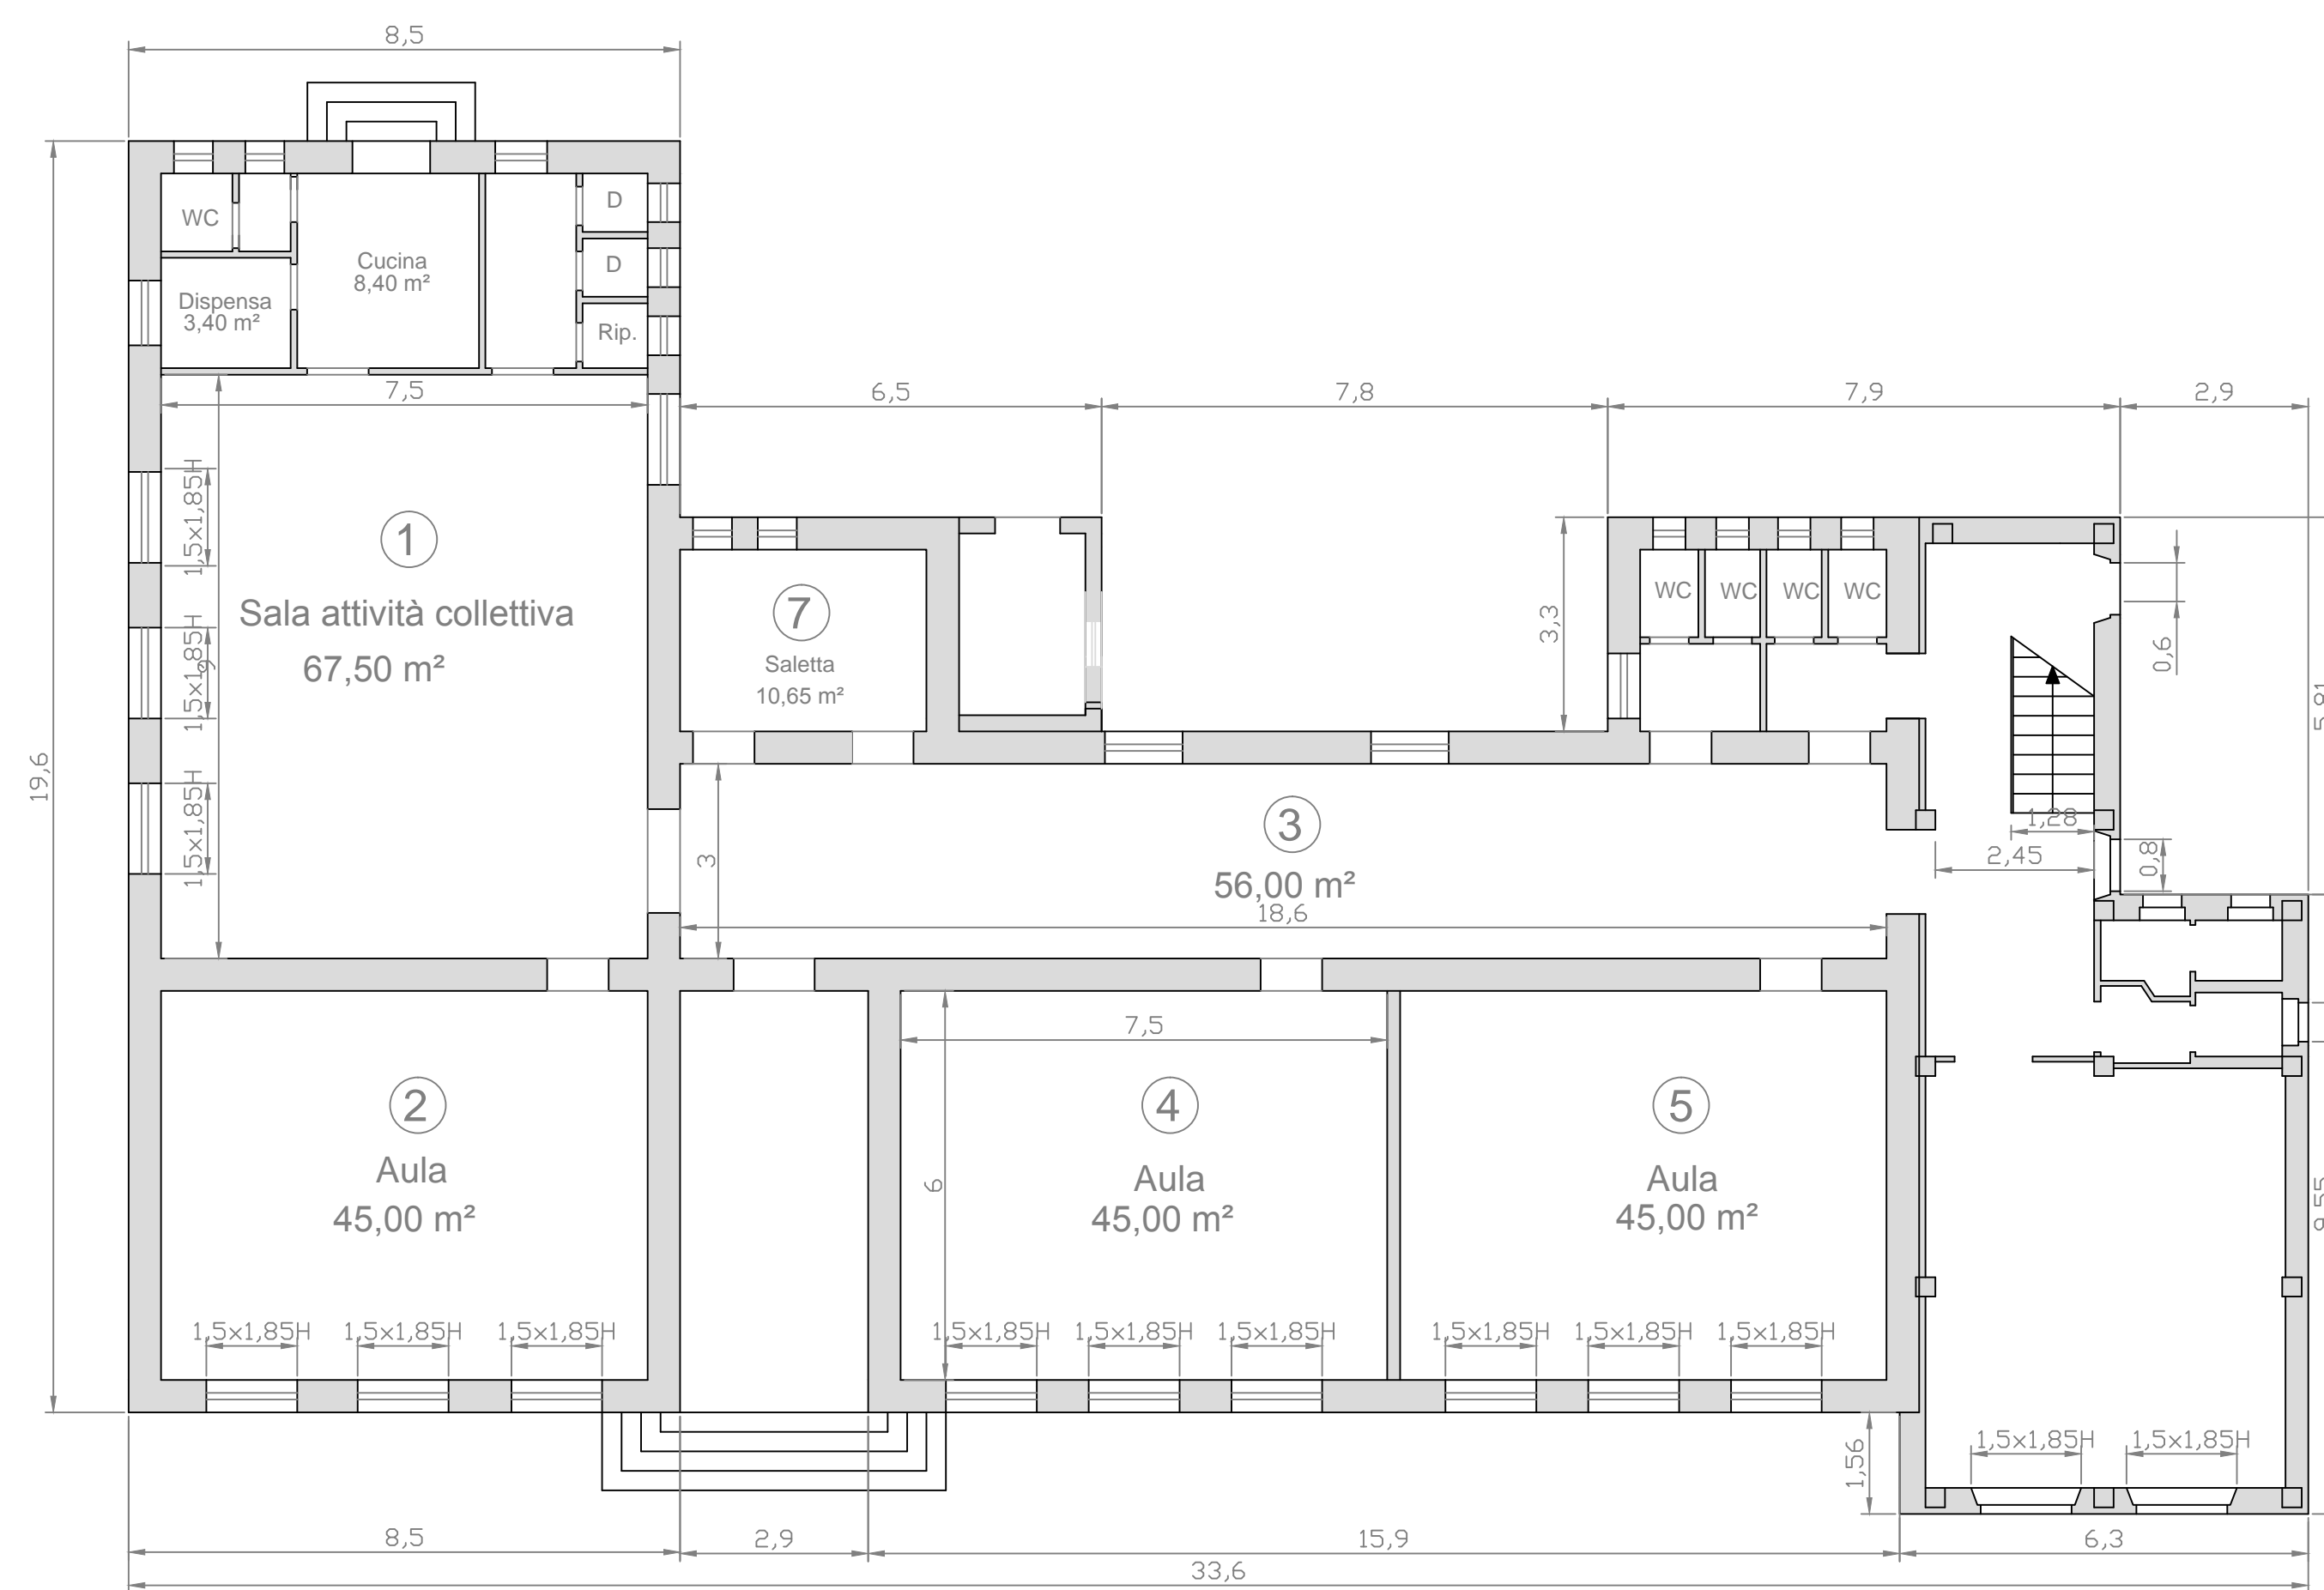 8,5
WC
D
D
Cucina
8,40 m²
Dispensa
3,40 m²
Rip.
7,5
6,5
7,8
7,9
2,9
1,5x1,85H
1,5x1,85H
1,5x1,85H
9
19,6
1
Sala attività collettiva
67,50 m²
7
Saletta
10,65 m²
3,3
WC
WC
WC
WC
0,6
1,28
2,45
0,8
3
3
56,00 m²
18,6
7,5
6
2
Aula
45,00 m²
4
Aula
45,00 m²
5
Aula
45,00 m²
1,5x1,85H
1,5x1,85H
1,5x1,85H
1,5x1,85H
1,5x1,85H
1,5x1,85H
1,5x1,85H
1,5x1,85H
1,5x1,85H
1,5x1,85H
1,5x1,85H
1,56
8,5
2,9
15,9
6,3
33,6